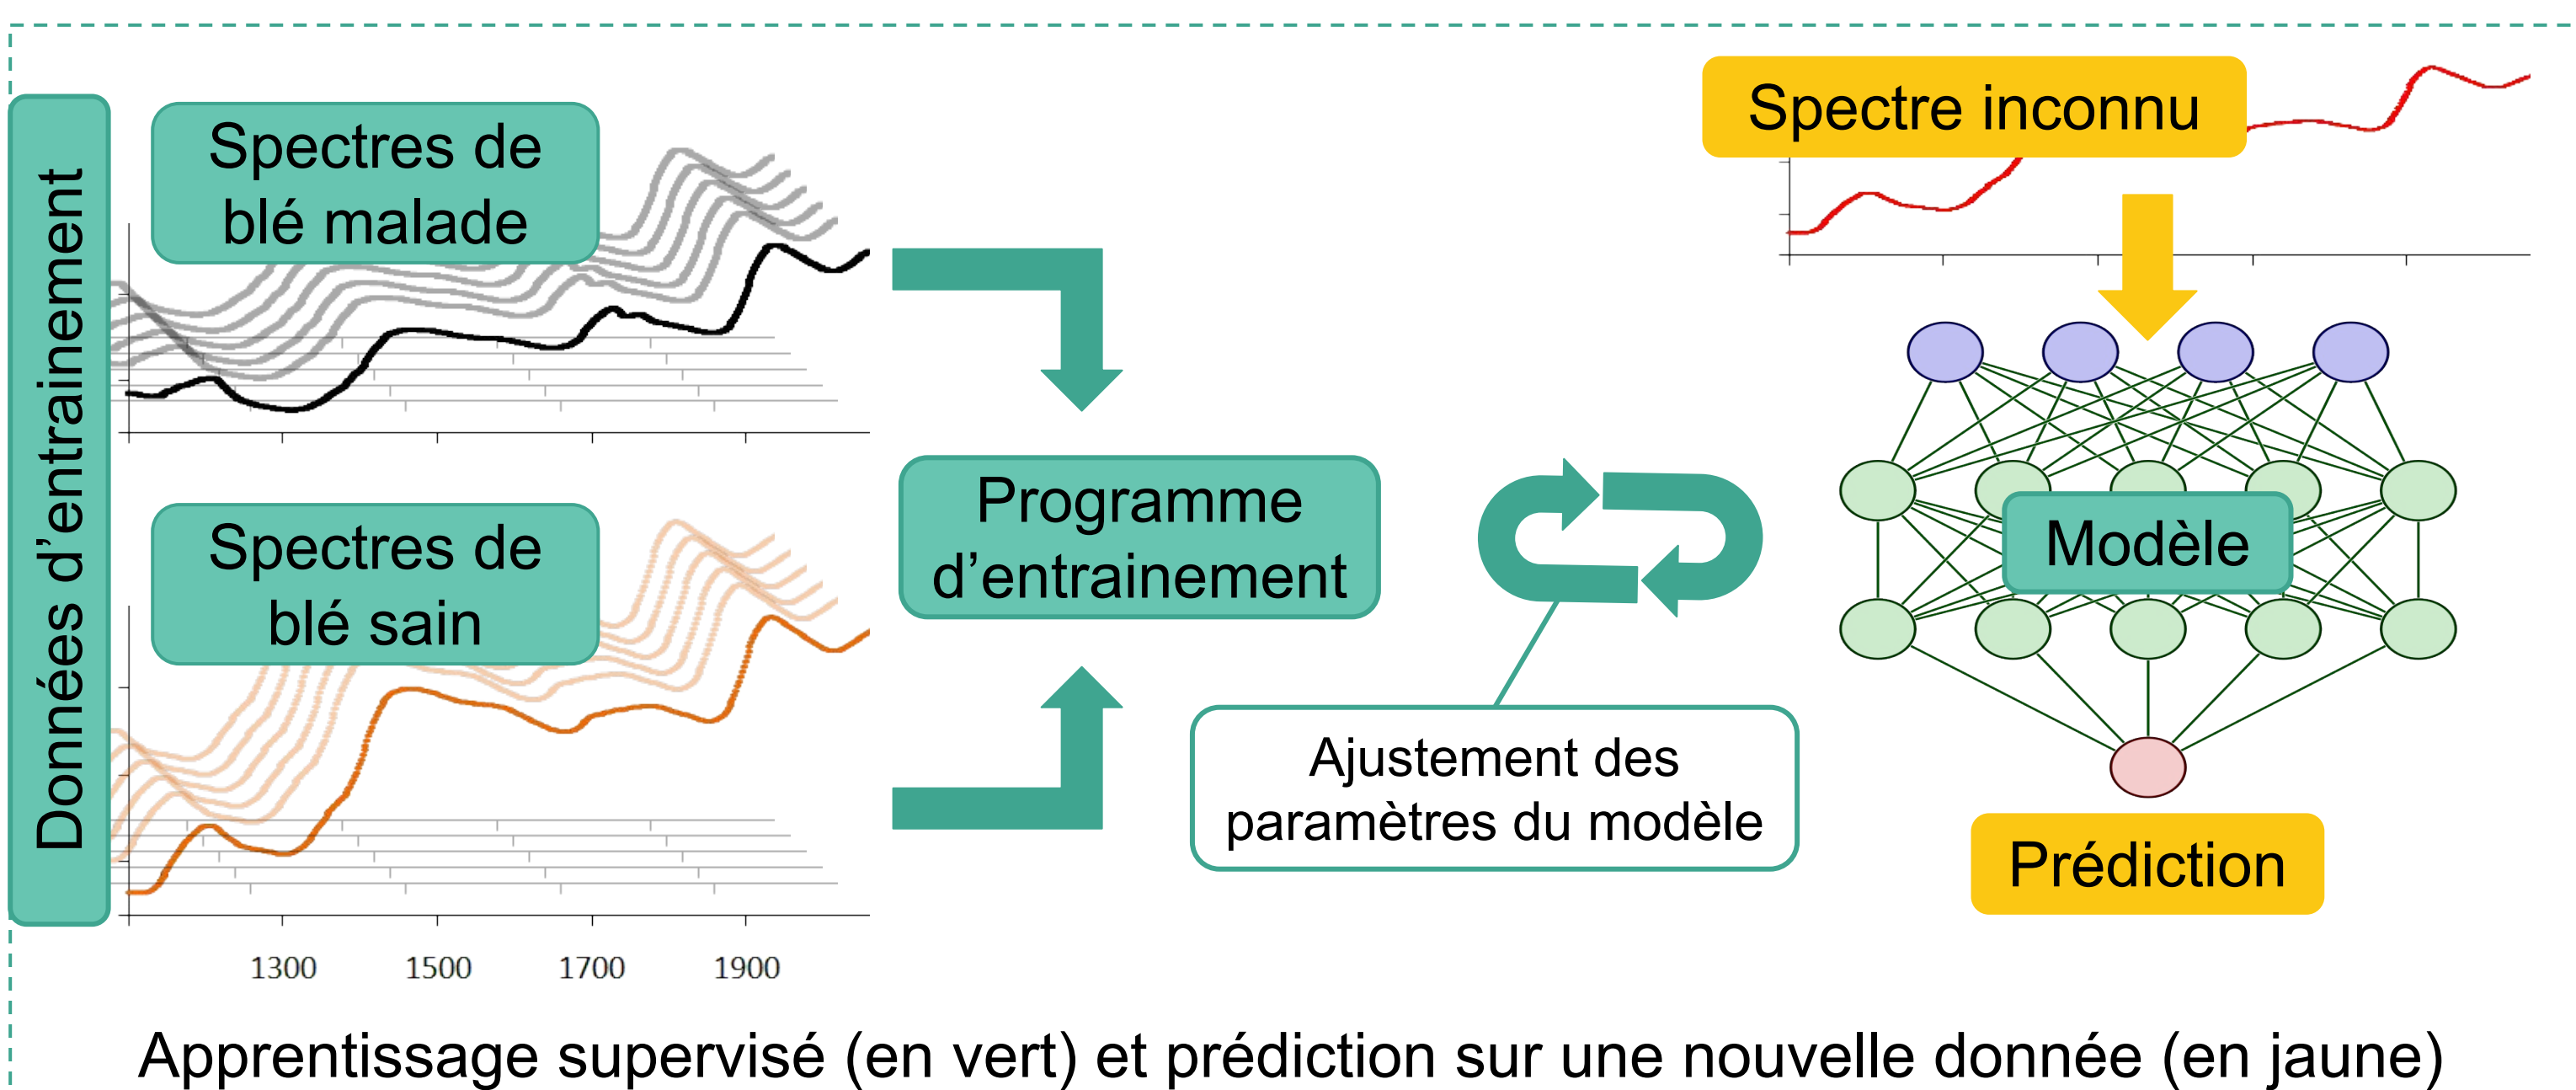 Données d'entrainement
Spectres de
blé malade
Spectres de
blé sain
1300 1500 1700 1900
Programme
d'entrainement
Ajustement des
paramètres du modèle
Spectre inconnu
Modèle
Prédiction
Apprentissage supervisé (en vert) et prédiction sur une nouvelle donnée (en jaune)